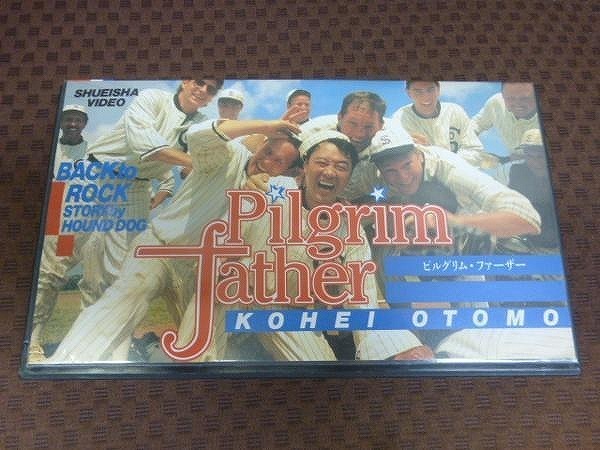 SHUEISHA
VIDEO
BACK to
ROCK
STORY by
HOUND DOG
Pilgrim
father
ピルグリム・ファーザー
KOHEI OTOMO